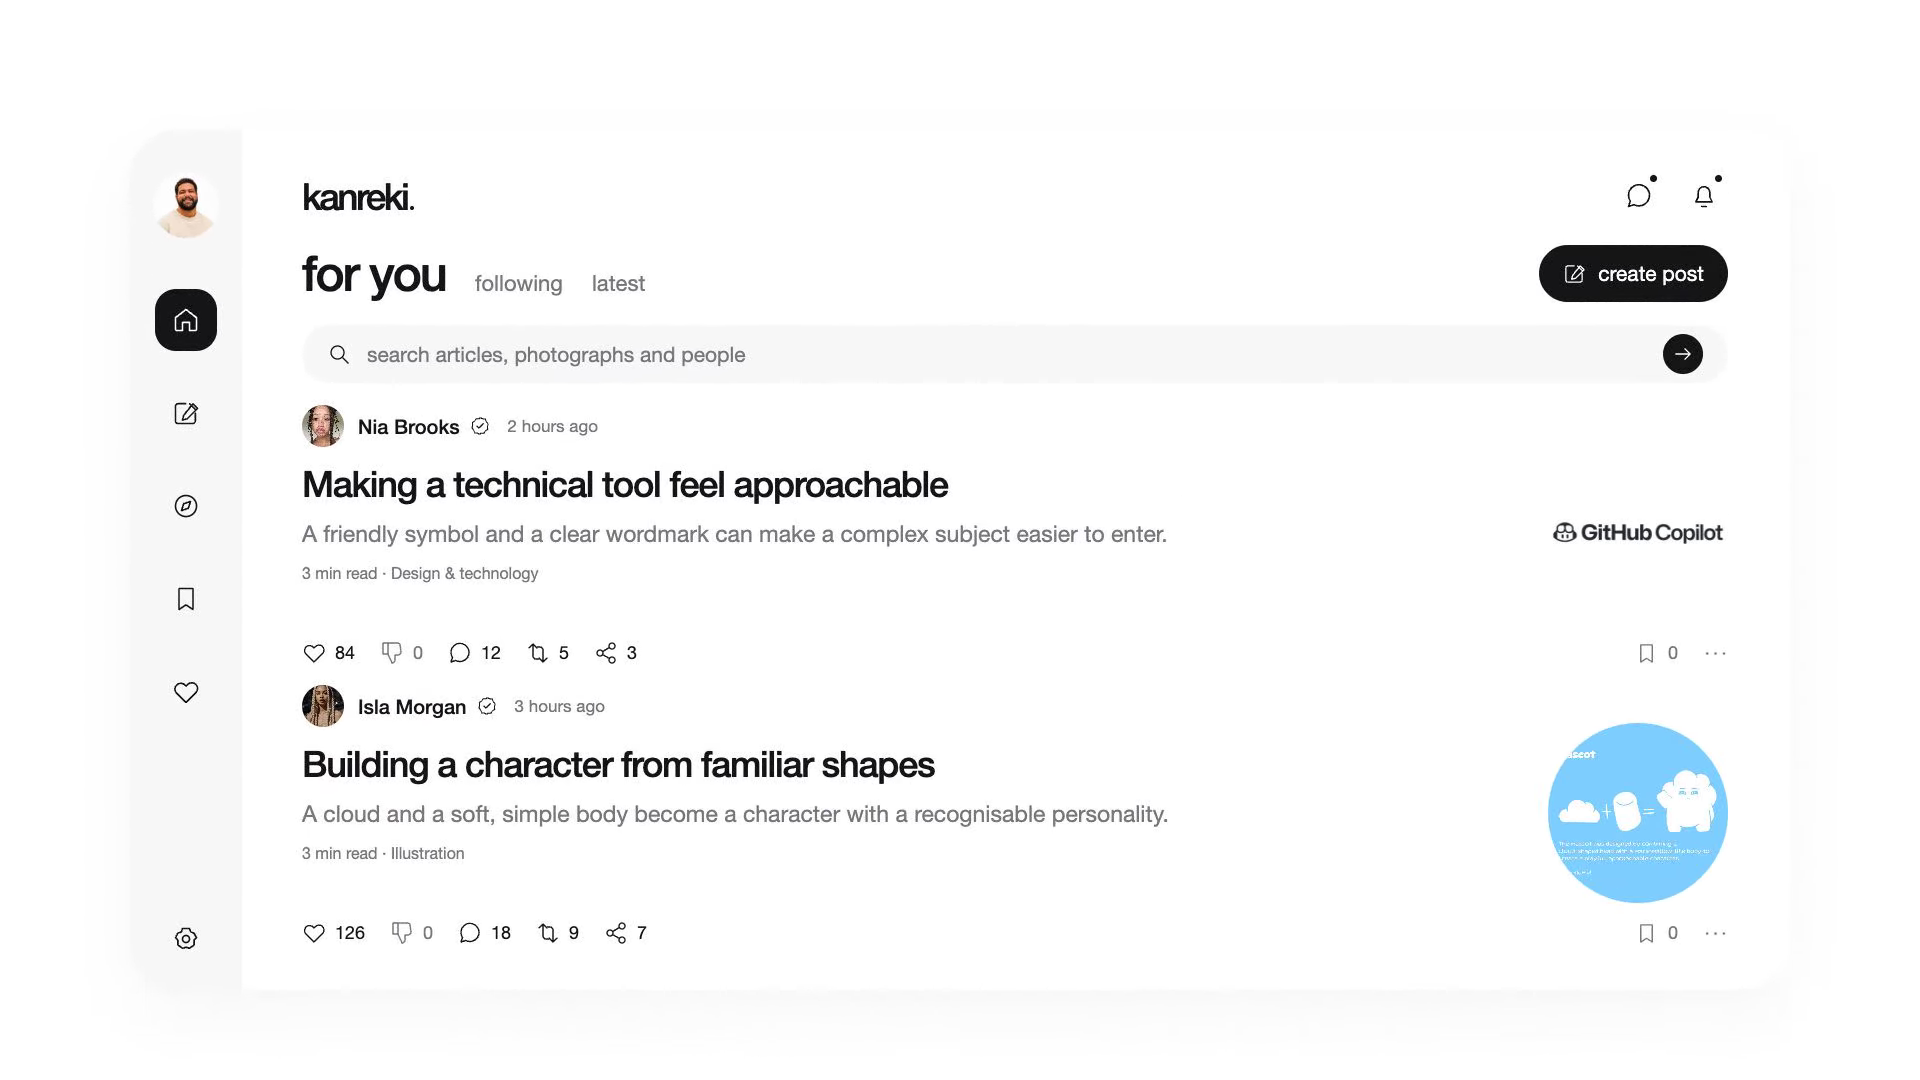 kanreki.
for you following latest
create post
search articles, photographs and people
Nia Brooks 2 hours ago
Making a technical tool feel approachable
A friendly symbol and a clear wordmark can make a complex subject easier to enter.
3 min read · Design & technology
GitHub Copilot
84 0 12 5 3
0
Isla Morgan 3 hours ago
Building a character from familiar shapes
A cloud and a soft, simple body become a character with a recognisable personality.
3 min read · Illustration
+ =
126 0 18 9 7
0